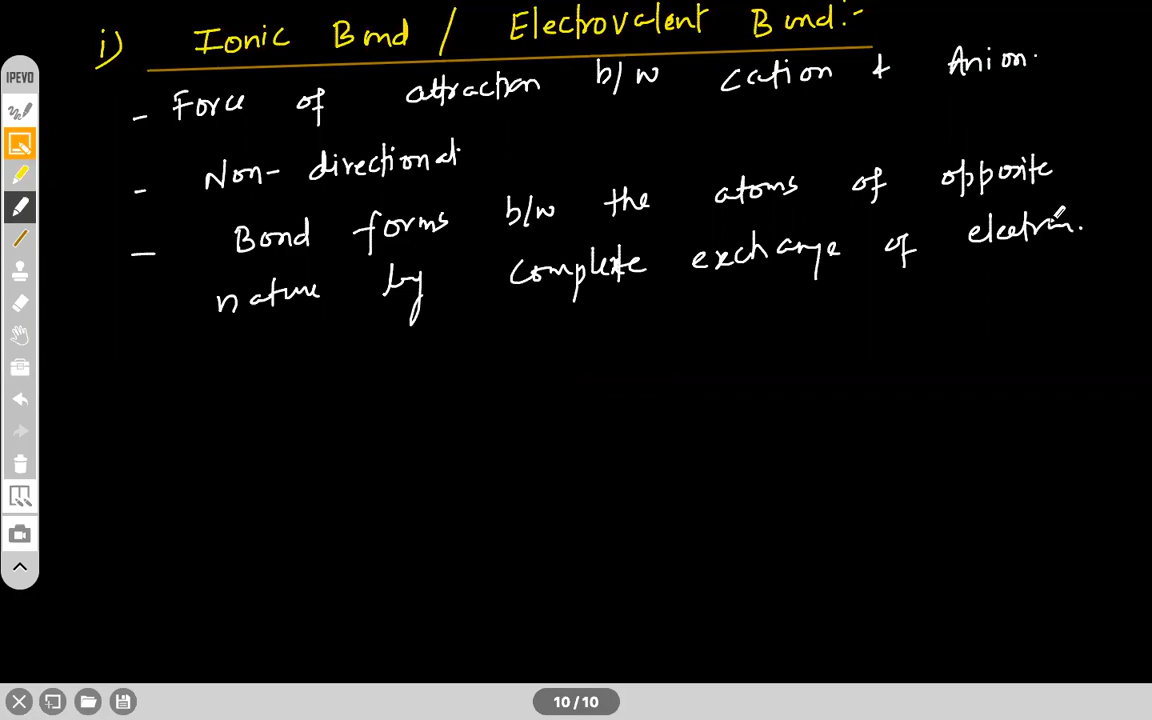 i) Ionic Bond / Electrovalent Bond:-
- Force of attraction b/w cation & Anion.
- Non-directional
- Bond forms b/w the atoms of opposite
nature by complete exchange of electron.
IPEVO
10/10